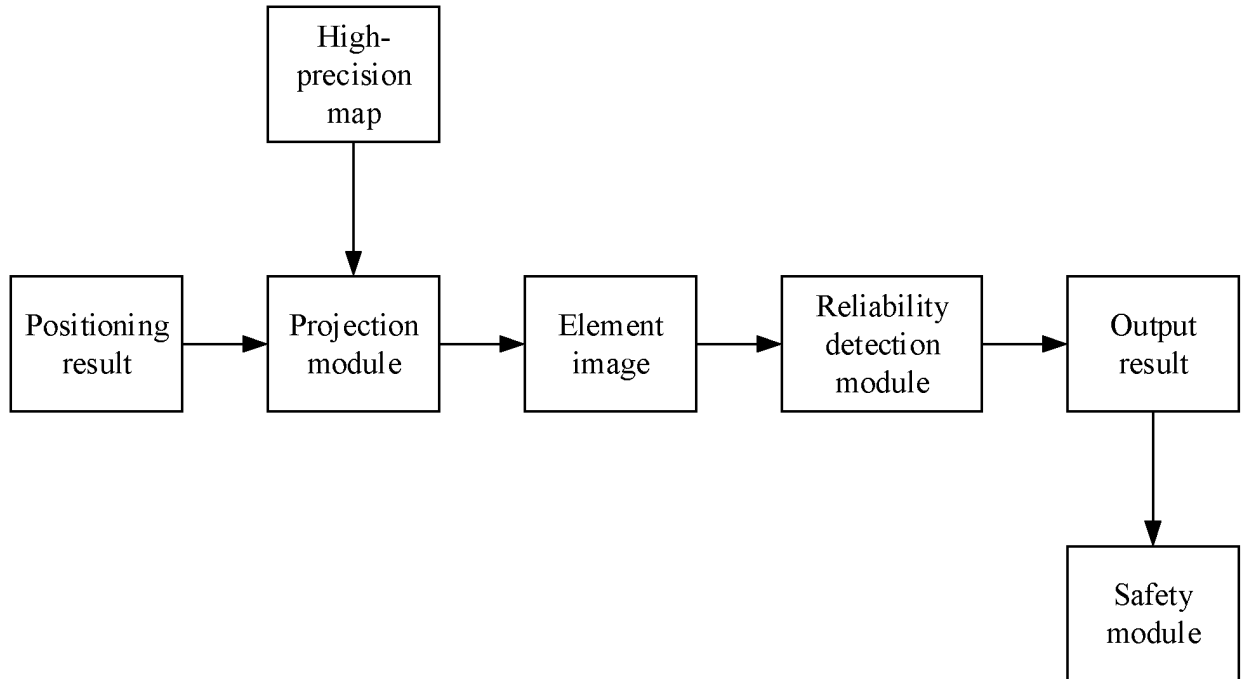 High-
precision
map
Positioning
result
Projection
module
Element
image
Reliability
detection
module
Output
result
Safety
module